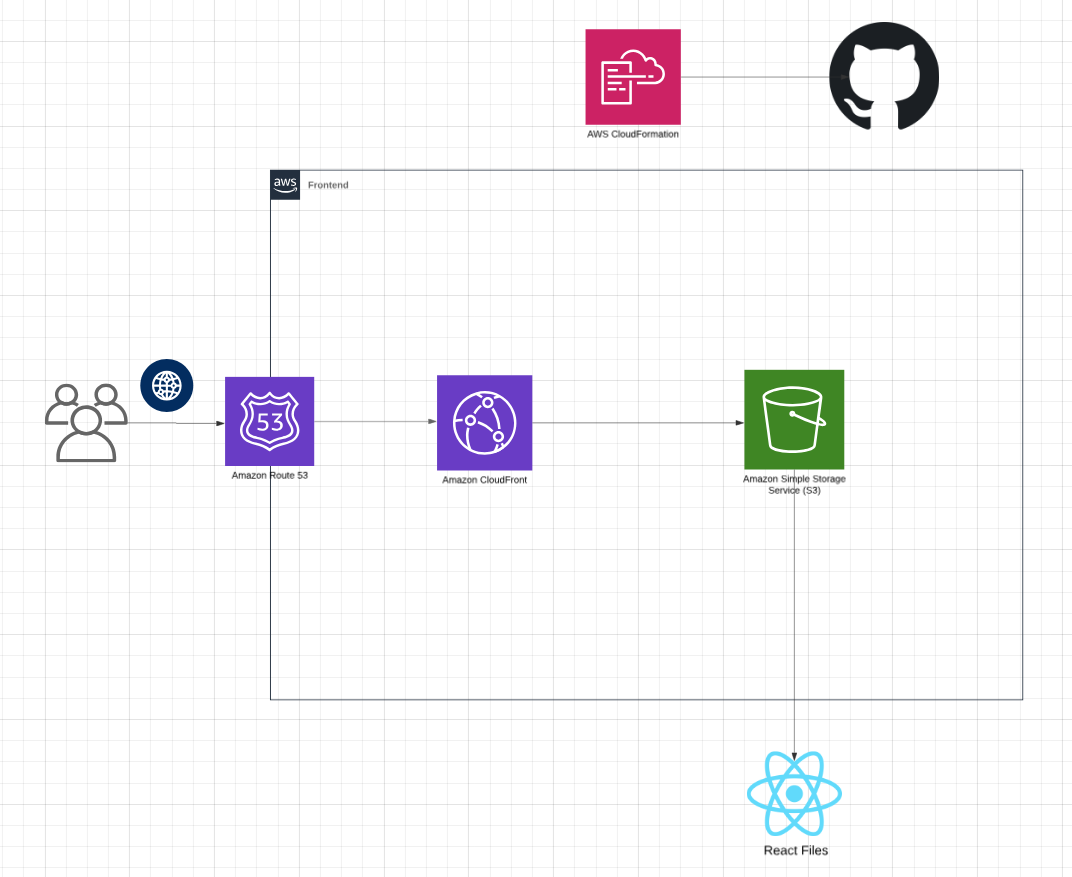 AWS CloudFormation
aws
Frontend
53
Amazon Route 53
Amazon CloudFront
Amazon Simple Storage
Service (S3)
React Files